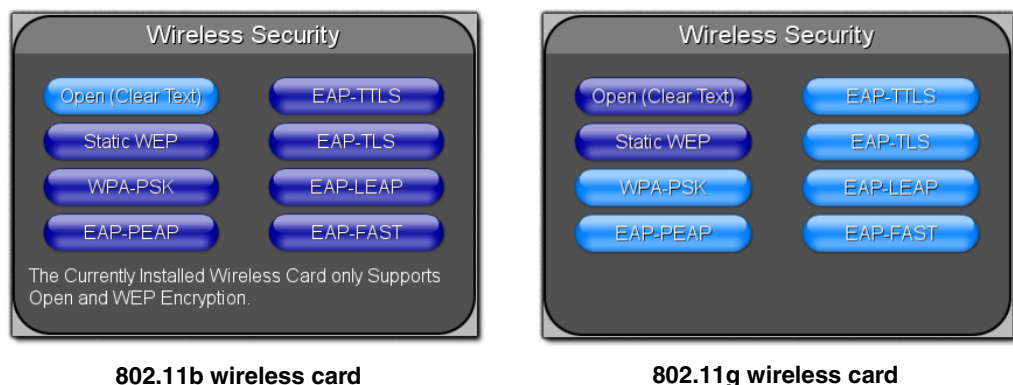 Wireless Security
Open (Clear Text) EAP-TTLS
Static WEP EAP-TLS
WPA-PSK EAP-LEAP
EAP-PEAP EAP-FAST
The Currently Installed Wireless Card only Supports
Open and WEP Encryption.
802.11b wireless card
Wireless Security
Open (Clear Text) EAP-TTLS
Static WEP EAP-TLS
WPA-PSK EAP-LEAP
EAP-PEAP EAP-FAST
802.11g wireless card